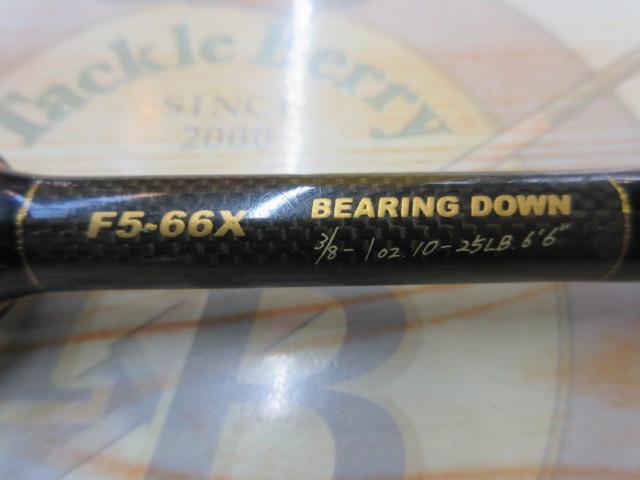 Tackle Berry
SINCE
2000
F5-66X
BEARING DOWN
3/8-1oz. 10-25LB. 6'6"
B